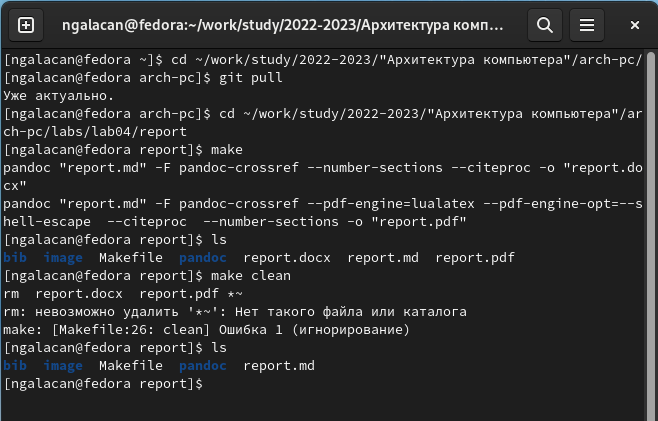 ngalacan@fedora:~/work/study/2022-2023/Архитектура комп…
[ngalacan@fedora ~]$ cd ~/work/study/2022-2023/"Архитектура компьютера"/arch-pc/
[ngalacan@fedora arch-pc]$ git pull
Уже актуально.
[ngalacan@fedora arch-pc]$ cd ~/work/study/2022-2023/"Архитектура компьютера"/ar
ch-pc/labs/lab04/report
[ngalacan@fedora report]$ make
pandoc "report.md" -F pandoc-crossref --number-sections --citeproc -o "report.do
cx"
pandoc "report.md" -F pandoc-crossref --pdf-engine=lualatex --pdf-engine-opt=--s
hell-escape  --citeproc  --number-sections -o "report.pdf"
[ngalacan@fedora report]$ ls
bib  image  Makefile  pandoc  report.docx  report.md  report.pdf
[ngalacan@fedora report]$ make clean
rm  report.docx  report.pdf *~
rm: невозможно удалить '*~': Нет такого файла или каталога
make: [Makefile:26: clean] Ошибка 1 (игнорирование)
[ngalacan@fedora report]$ ls
bib  image  Makefile  pandoc  report.md
[ngalacan@fedora report]$